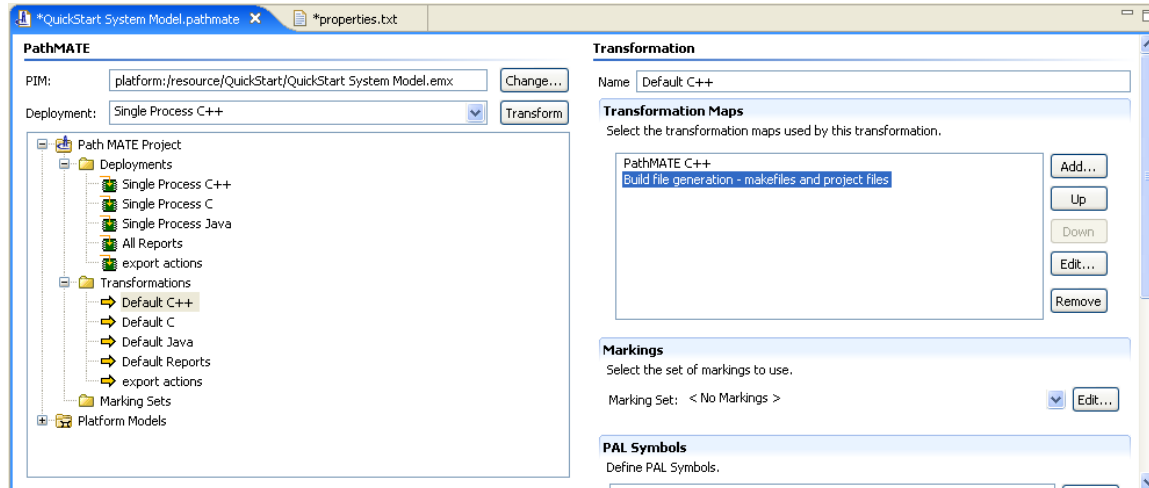 *QuickStart System Model.pathmate
*properties.txt
PathMATE
PIM: platform:/resource/QuickStart/QuickStart System Model.emx Change...
Deployment: Single Process C++ Transform
Path MATE Project
Deployments
Single Process C++
Single Process C
Single Process Java
All Reports
export actions
Transformations
Default C++
Default C
Default Java
Default Reports
export actions
Marking Sets
Platform Models
Transformation
Name Default C++
Transformation Maps
Select the transformation maps used by this transformation.
PathMATE C++
Build file generation - makefiles and project files
Add...
Up
Down
Edit...
Remove
Markings
Select the set of markings to use.
Marking Set: < No Markings > Edit...
PAL Symbols
Define PAL Symbols.